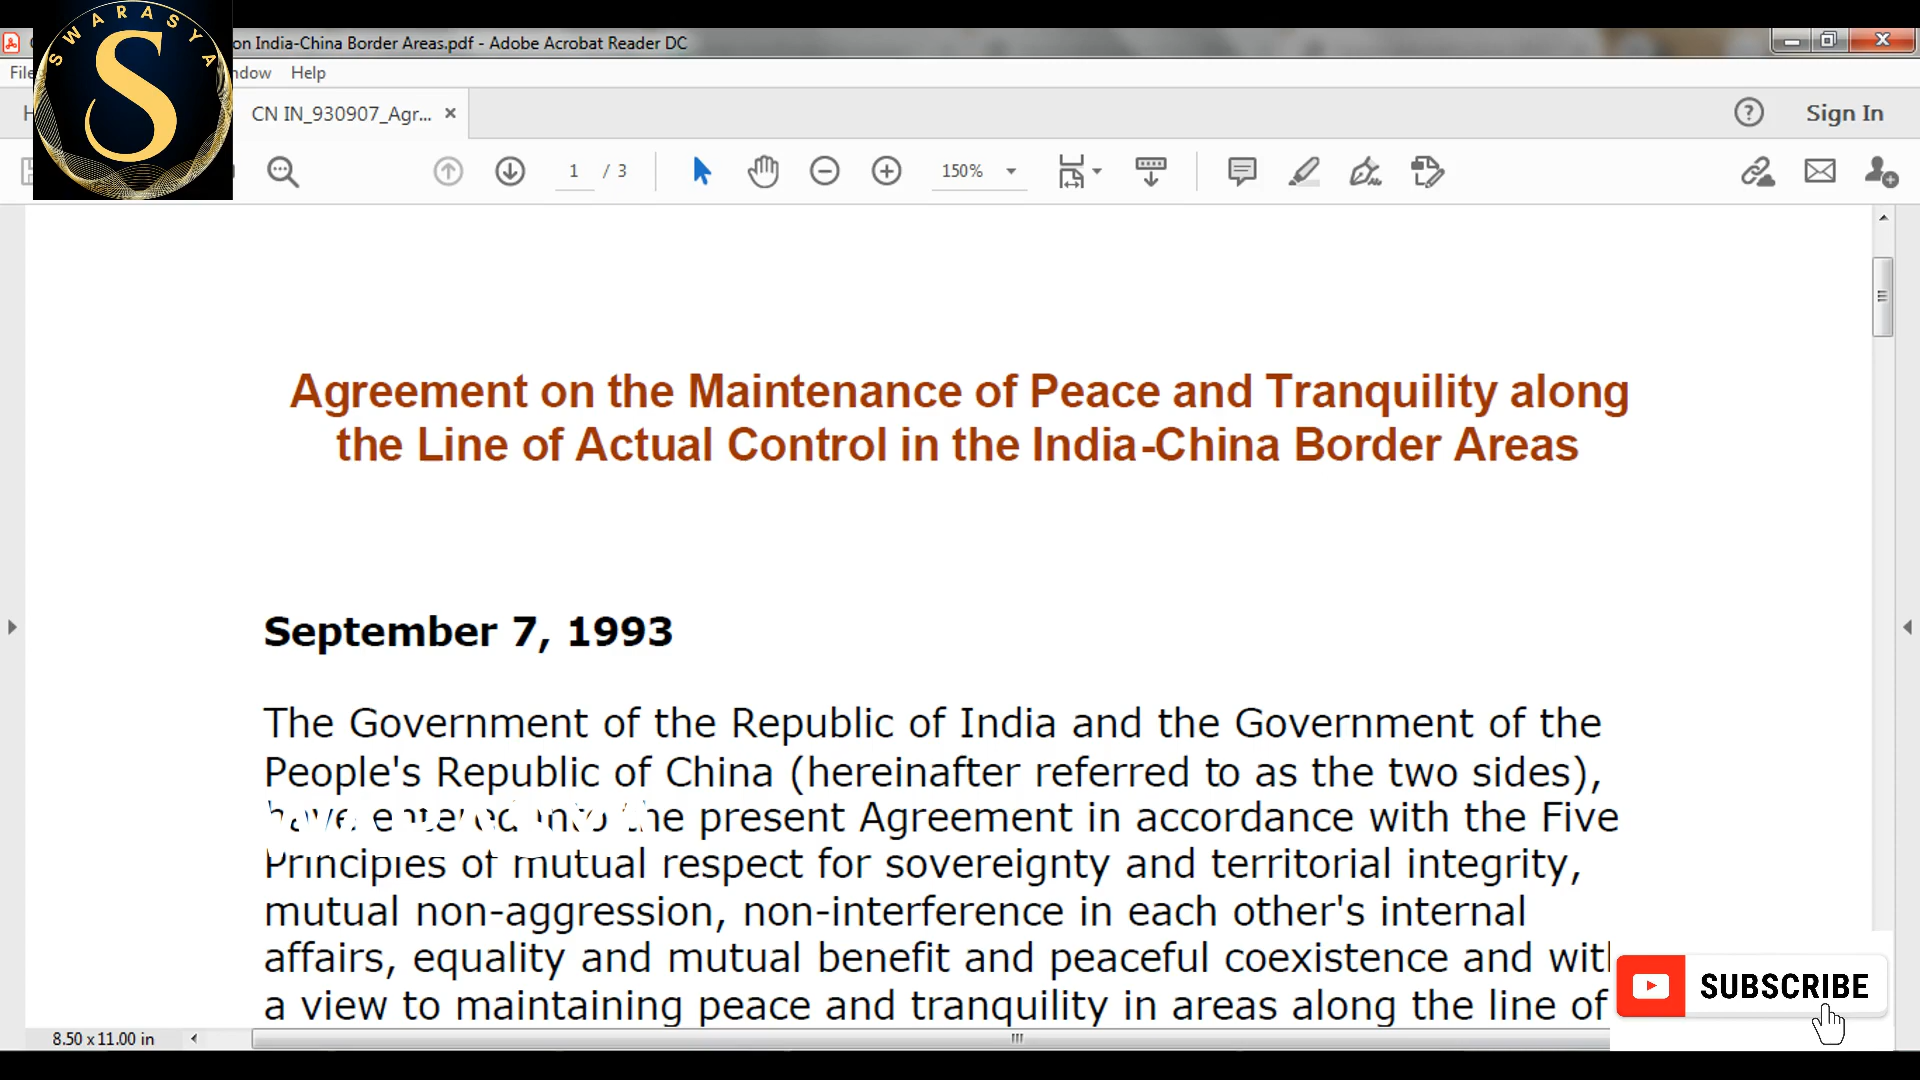 SWARASYA
S
on India-China Border Areas.pdf - Adobe Acrobat Reader DC
File
ndow Help
CN IN_930907_Agr...
Sign In
1 / 3
150%
Agreement on the Maintenance of Peace and Tranquility along
the Line of Actual Control in the India-China Border Areas
September 7, 1993
The Government of the Republic of India and the Government of the
People's Republic of China (hereinafter referred to as the two sides),
have entered into the present Agreement in accordance with the Five
Principles of mutual respect for sovereignty and territorial integrity,
mutual non-aggression, non-interference in each other's internal
affairs, equality and mutual benefit and peaceful coexistence and with
a view to maintaining peace and tranquility in areas along the line of
SUBSCRIBE
8.50 x 11.00 in